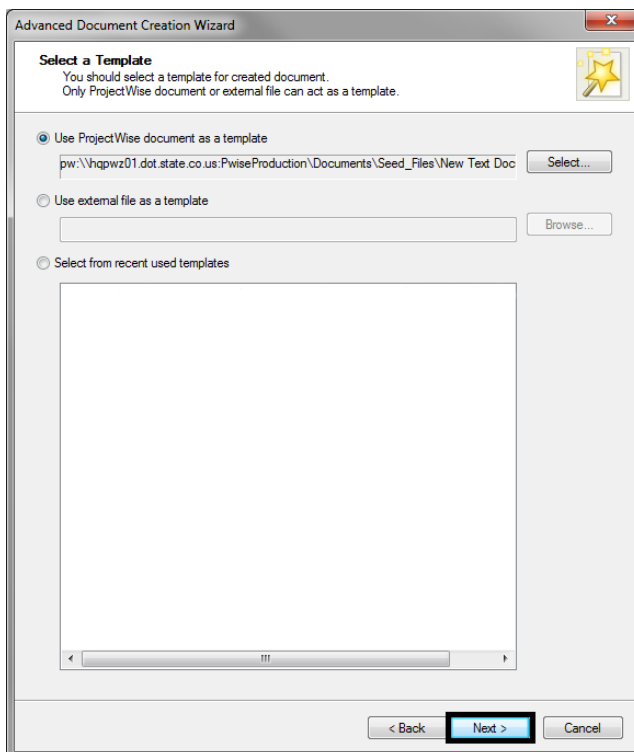 Advanced Document Creation Wizard
Select a Template
You should select a template for created document.
Only ProjectWise document or external file can act as a template.
Use ProjectWise document as a template
pw:\\hqpwz01.dot.state.co.us:PwiseProduction\Documents\Seed_Files\New Text Doc
Select...
Use external file as a template
Browse...
Select from recent used templates
< Back
Next >
Cancel